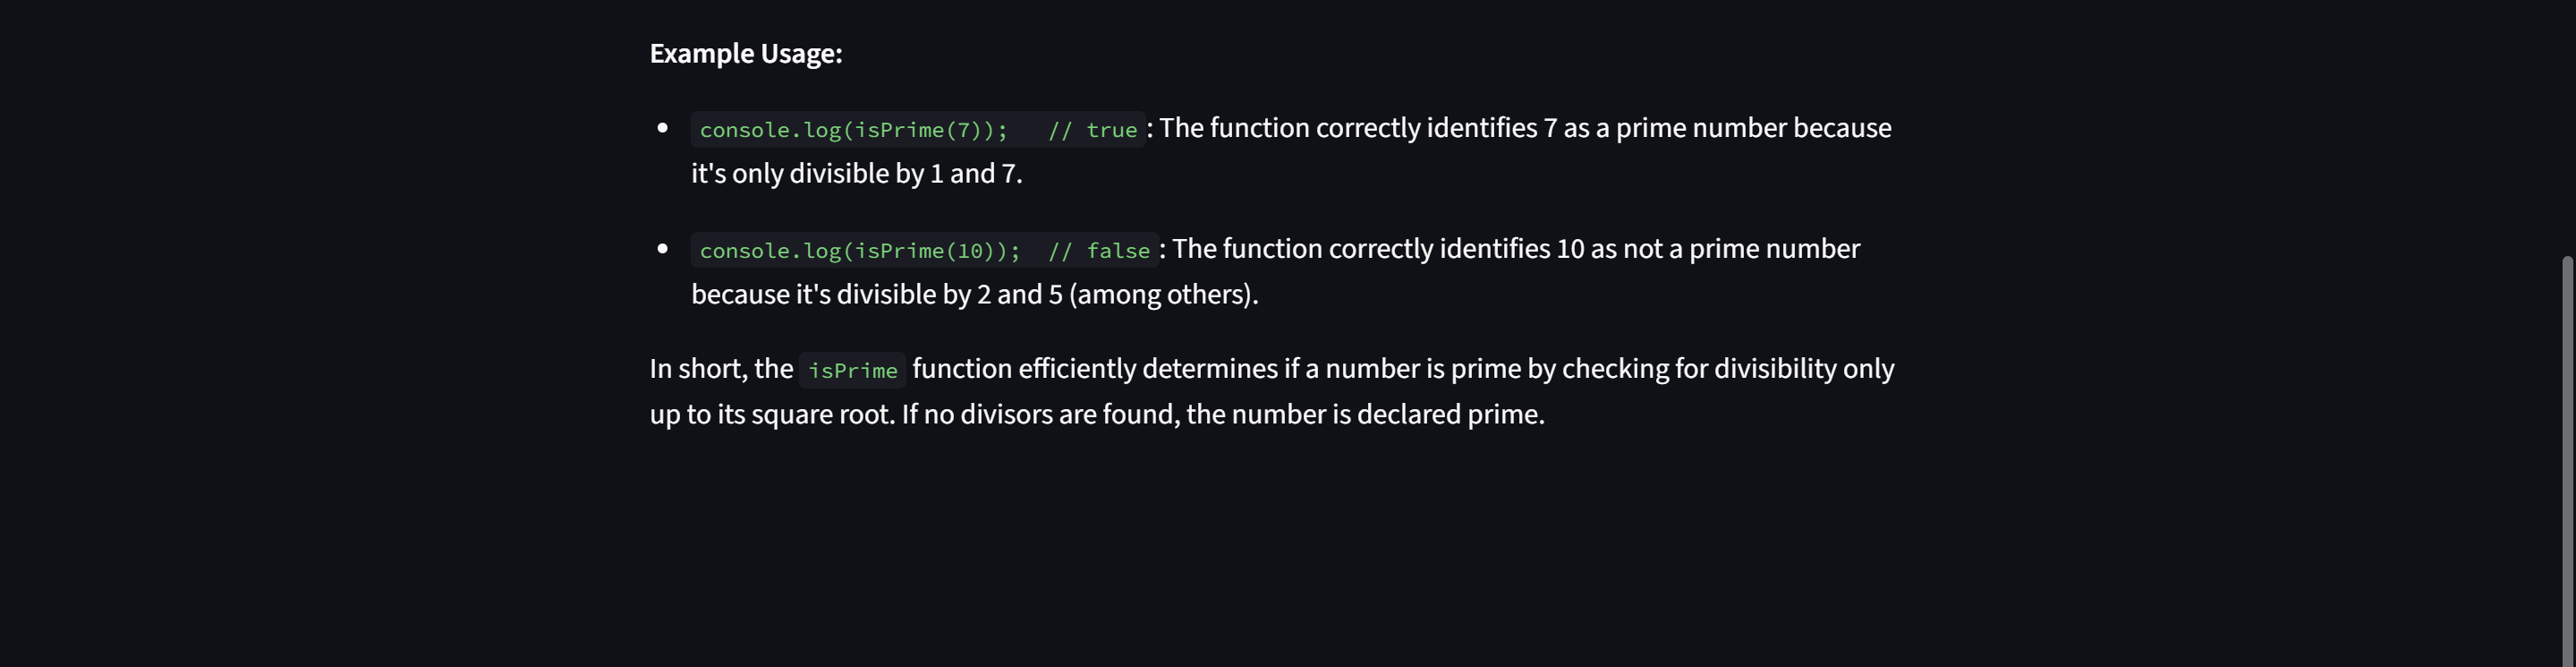 Example Usage:
• console.log(isPrime(7));   // true : The function correctly identifies 7 as a prime number because
it's only divisible by 1 and 7.
• console.log(isPrime(10));  // false : The function correctly identifies 10 as not a prime number
because it's divisible by 2 and 5 (among others).
In short, the isPrime function efficiently determines if a number is prime by checking for divisibility only
up to its square root. If no divisors are found, the number is declared prime.